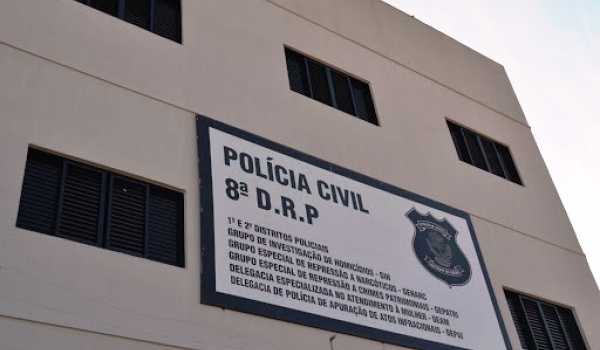 POLÍCIA CIVIL
8ª D.R.P
1º E 2º DISTRITOS POLICIAIS
GRUPO DE INVESTIGAÇÃO DE HOMICÍDIOS - GIH
GRUPO ESPECIAL DE REPRESSÃO A NARCÓTICOS - GENARC
GRUPO ESPECIAL DE REPRESSÃO A CRIMES PATRIMONIAIS - GEPATRI
DELEGACIA ESPECIALIZADA NO ATENDIMENTO À MULHER - DEAM
DELEGACIA DE POLÍCIA DE APURAÇÃO DE ATOS INFRACIONAIS - DEPAI